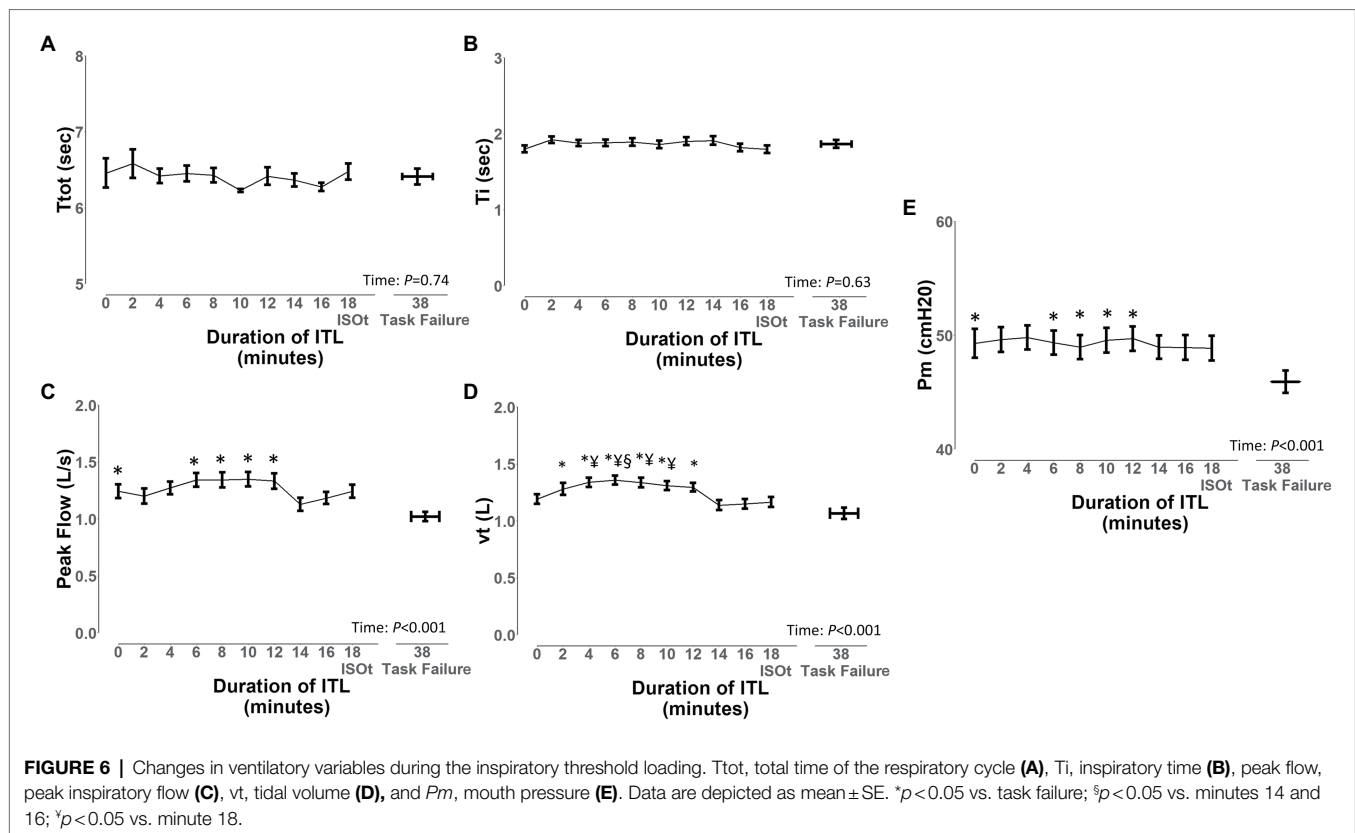 A
8
7
6
5
Ttot (sec)
Time: P=0.74
0 2 4 6 8 10 12 14 16 18 38
ISOt Task Failure
Duration of ITL
(minutes)
B
3
2
1
0
Ti (sec)
Time: P=0.63
0 2 4 6 8 10 12 14 16 18 38
ISOt Task Failure
Duration of ITL
(minutes)
C
2.0
1.5
1.0
0.5
0.0
Peak Flow (L/s)
* * * * *
Time: P<0.001
0 2 4 6 8 10 12 14 16 18 38
ISOt Task Failure
Duration of ITL
(minutes)
D
2.0
1.5
1.0
0.5
0.0
vt (L)
* *¥ *¥§ *¥ *¥ *
Time: P<0.001
0 2 4 6 8 10 12 14 16 18 38
ISOt Task Failure
Duration of ITL
(minutes)
E
60
50
40
Pm (cmH20)
* * * * *
Time: P<0.001
0 2 4 6 8 10 12 14 16 18 38
ISOt Task Failure
Duration of ITL
(minutes)
FIGURE 6 | Changes in ventilatory variables during the inspiratory threshold loading. Ttot, total time of the respiratory cycle (A), Ti, inspiratory time (B), peak flow,
peak inspiratory flow (C), vt, tidal volume (D), and Pm, mouth pressure (E). Data are depicted as mean ± SE. *p < 0.05 vs. task failure; §p < 0.05 vs. minutes 14 and
16; ¥p < 0.05 vs. minute 18.